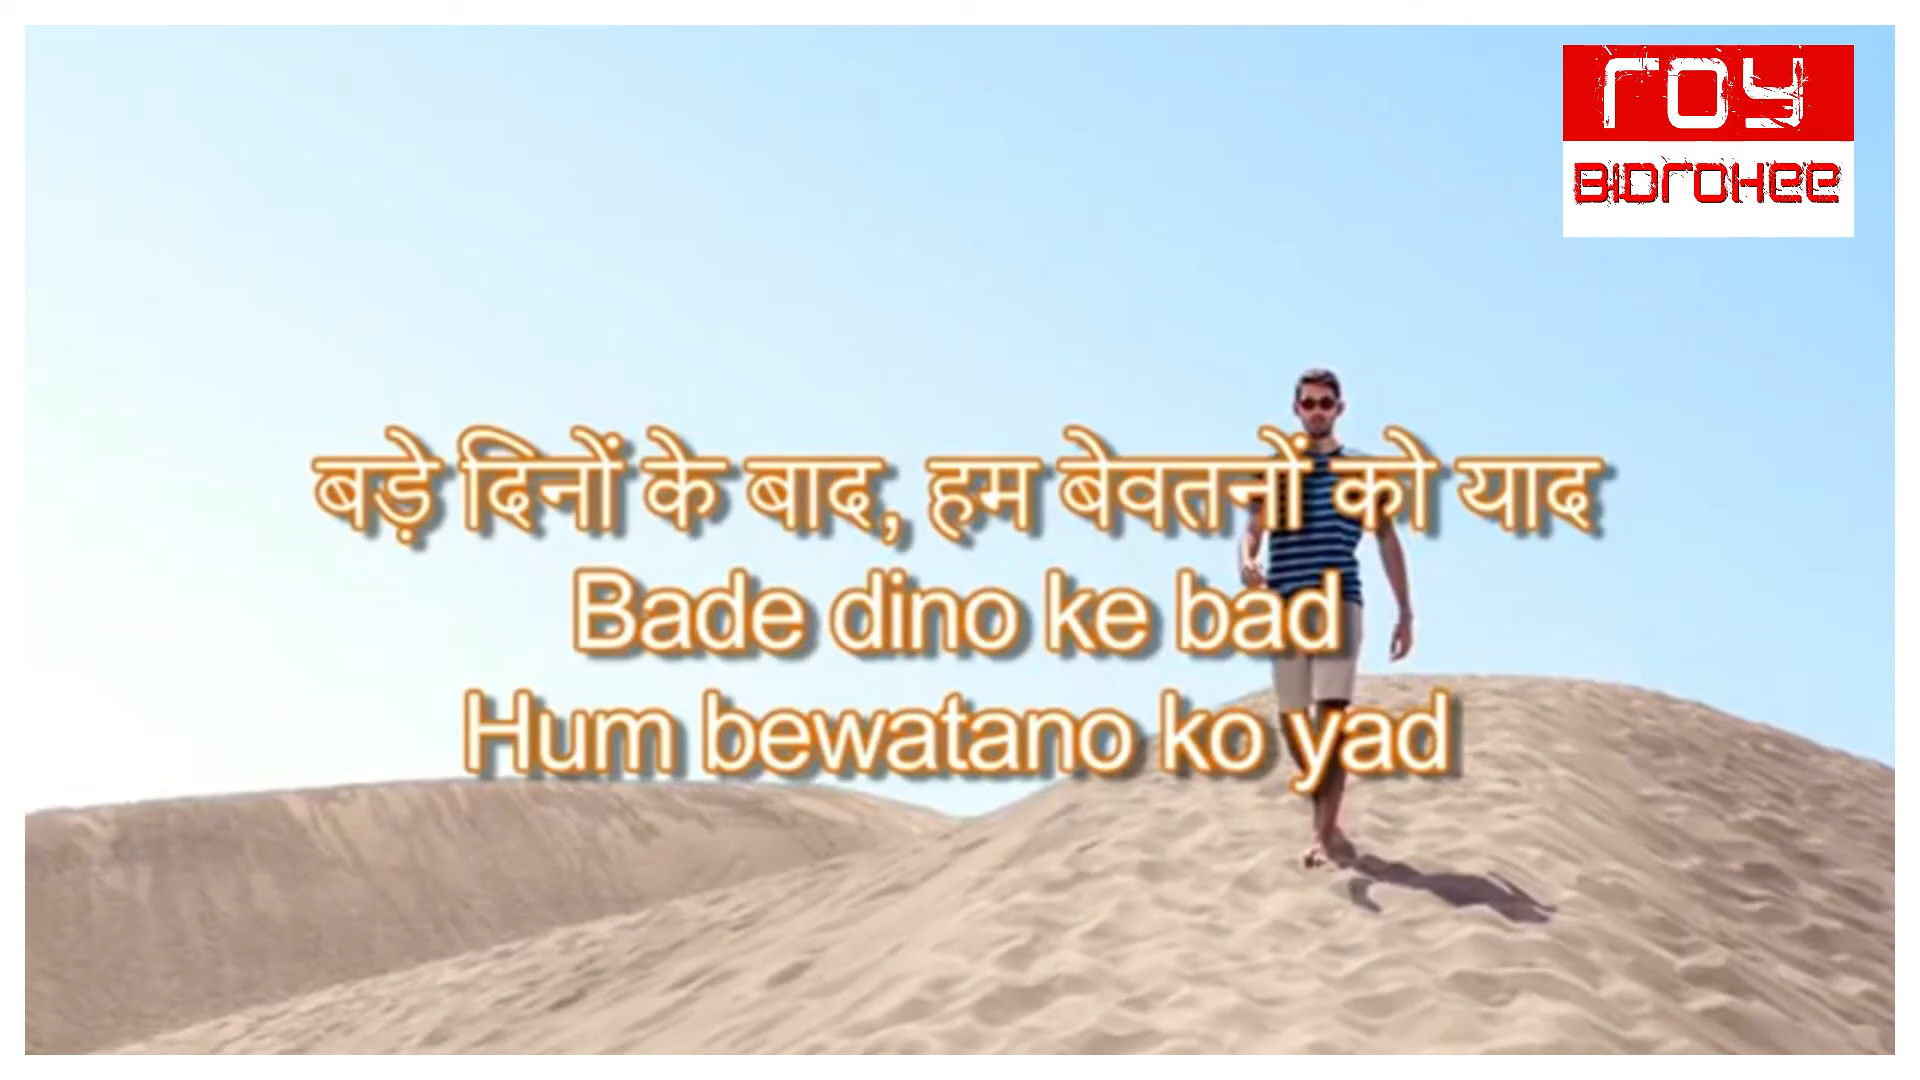 roy
BIDroHee
बड़े दिनों के बाद, हम बेवतनों को याद
Bade dino ke bad
Hum bewatano ko yad